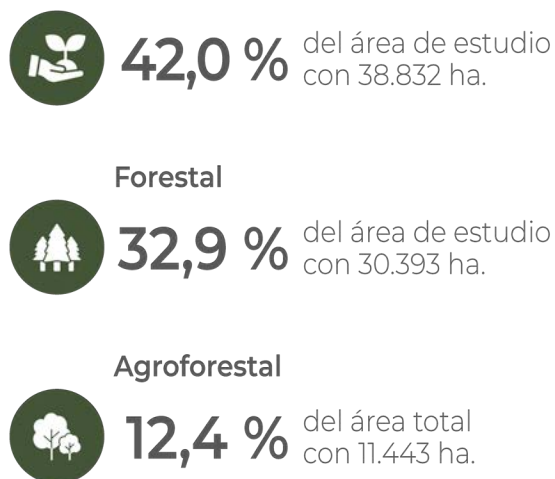 42,0 % del área de estudio
con 38.832 ha.
Forestal
32,9 % del área de estudio
con 30.393 ha.
Agroforestal
12,4 % del área total
con 11.443 ha.